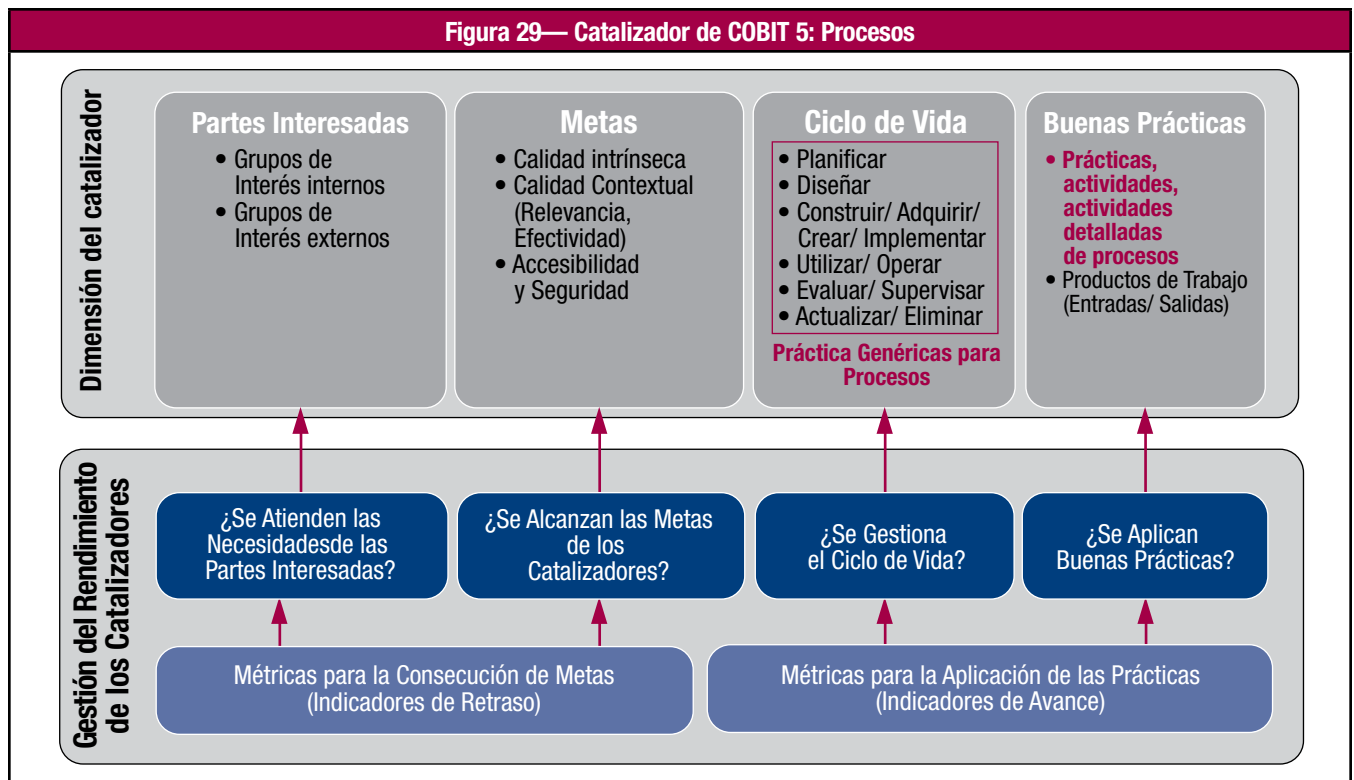 Figura 29— Catalizador de COBIT 5: Procesos
Dimensión del catalizador
Partes Interesadas
• Grupos de
Interés internos
• Grupos de
Interés externos
Metas
• Calidad intrínseca
• Calidad Contextual
(Relevancia,
Efectividad)
• Accesibilidad
y Seguridad
Ciclo de Vida
• Planificar
• Diseñar
• Construir/ Adquirir/
Crear/ Implementar
• Utilizar/ Operar
• Evaluar/ Supervisar
• Actualizar/ Eliminar
Práctica Genéricas para
Procesos
Buenas Prácticas
• Prácticas,
actividades,
actividades
detalladas
de procesos
• Productos de Trabajo
(Entradas/ Salidas)
Gestión del Rendimiento
de los Catalizadores
¿Se Atienden las
Necesidadesde las
Partes Interesadas?
¿Se Alcanzan las Metas
de los
Catalizadores?
¿Se Gestiona
el Ciclo de Vida?
¿Se Aplican
Buenas Prácticas?
Métricas para la Consecución de Metas
(Indicadores de Retraso)
Métricas para la Aplicación de las Prácticas
(Indicadores de Avance)